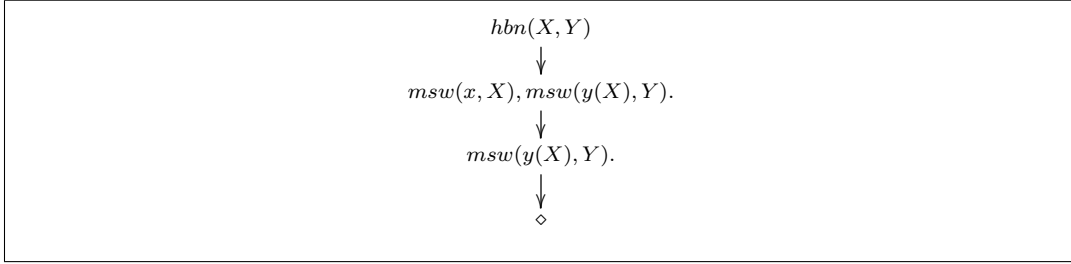 hbn(X, Y)
msw(x, X), msw(y(X), Y).
msw(y(X), Y).
⋄